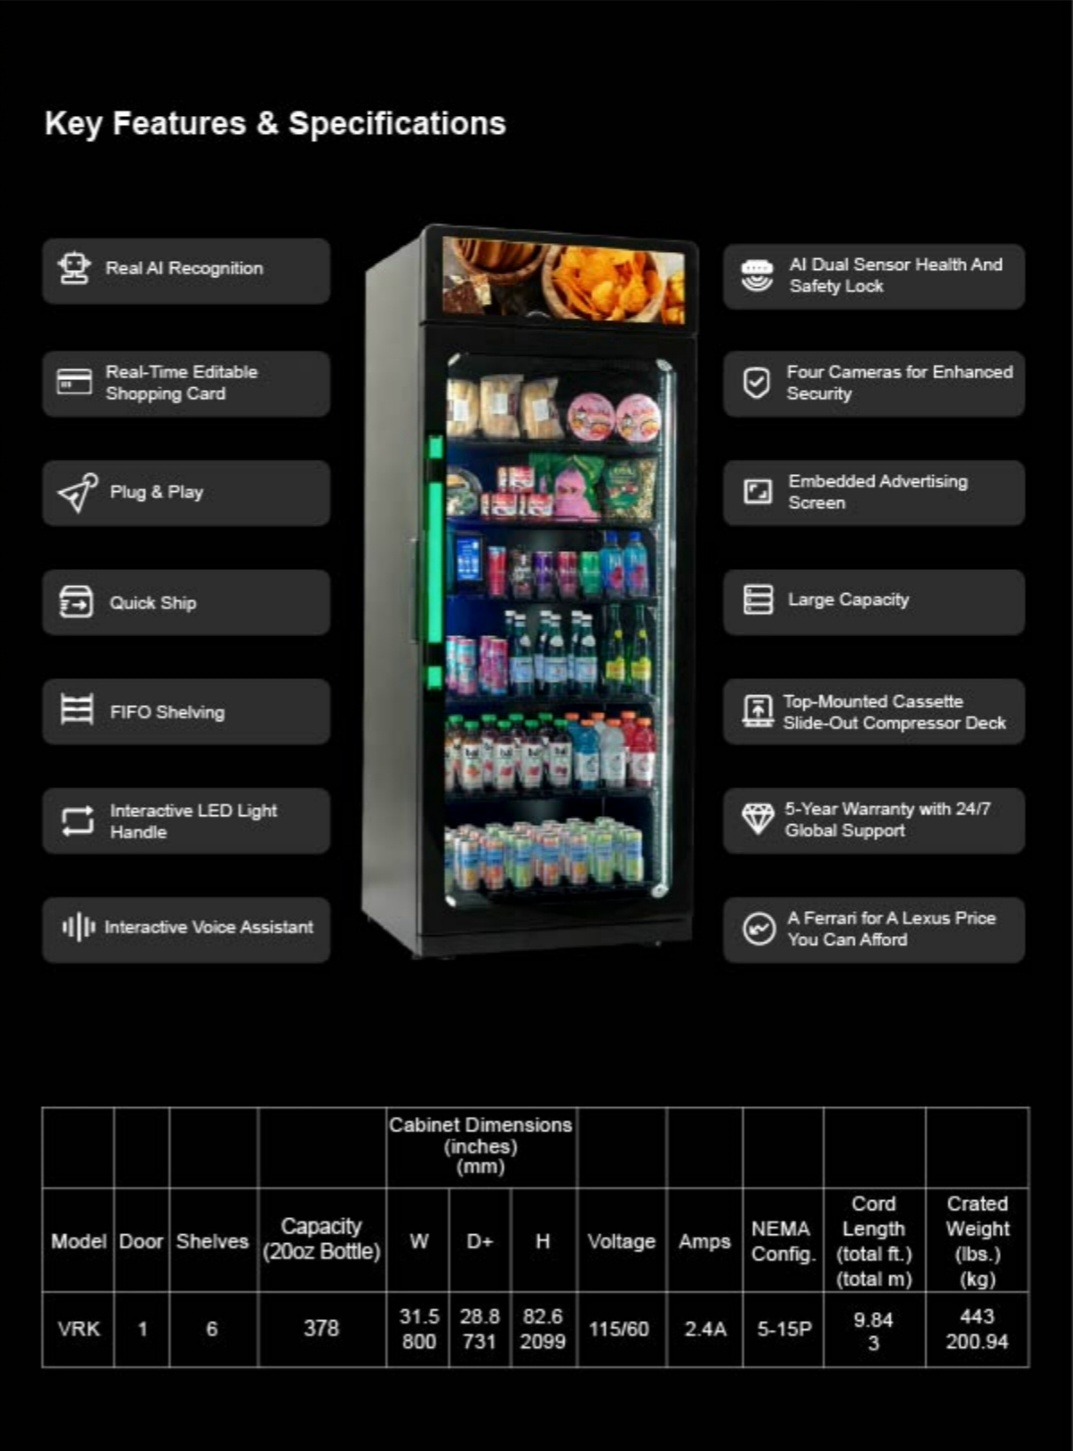 Key Features & Specifications
Real AI Recognition
Real-Time Editable
Shopping Card
Plug & Play
Quick Ship
FIFO Shelving
Interactive LED Light
Handle
Interactive Voice Assistant
AI Dual Sensor Health And
Safety Lock
Four Cameras for Enhanced
Security
Embedded Advertising
Screen
Large Capacity
Top-Mounted Cassette
Slide-Out Compressor Deck
5-Year Warranty with 24/7
Global Support
A Ferrari for A Lexus Price
You Can Afford
Cabinet Dimensions
(inches)
(mm)
Model Door Shelves Capacity (20oz Bottle) W D+ H Voltage Amps NEMA Config. Cord Length (total ft.) (total m) Crated Weight (lbs.) (kg)
VRK 1 6 378 31.5 800 28.8 731 82.6 2099 115/60 2.4A 5-15P 9.84 3 443 200.94